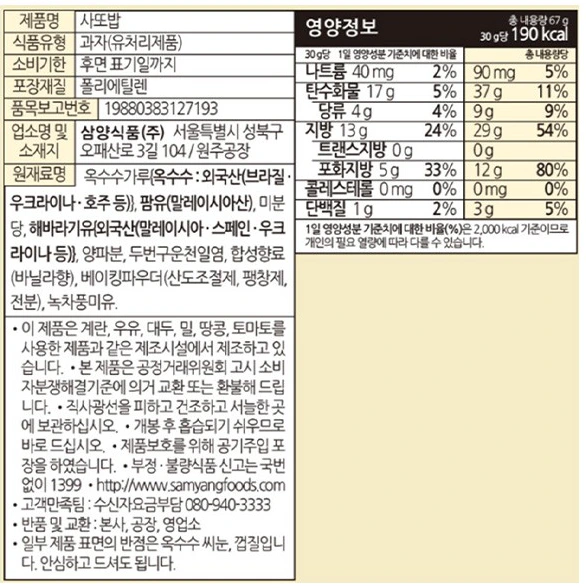 제품명 사또밥
식품유형 과자(유처리제품)
소비기한 후면 표기일까지
포장재질 폴리에틸렌
품목보고번호 19880383127193
업소명 및 소재지 삼양식품(주) 서울특별시 성북구
오패산로 3길 104 / 원주공장
원재료명 옥수수가루{옥수수 : 외국산(브라질·
우크라이나·호주 등)}, 팜유(말레이시아산), 미분
당, 해바라기유{외국산(말레이시아·스페인·우크
라이나 등)}, 양파분, 두번구운천일염, 합성향료
(바닐라향), 베이킹파우더(산도조절제, 팽창제,
전분), 녹차풍미유.
• 이 제품은 계란, 우유, 대두, 밀, 땅콩, 토마토를
사용한 제품과 같은 제조시설에서 제조하고 있
습니다. • 본 제품은 공정거래위원회 고시 소비
자분쟁해결기준에 의거 교환 또는 환불해 드립
니다. • 직사광선을 피하고 건조하고 서늘한 곳
에 보관하십시오. • 개봉 후 흡습되기 쉬우므로
바로 드십시오. • 제품보호를 위해 공기주입 포
장을 하였습니다. • 부정·불량식품 신고는 국번
없이 1399 • http://www.samyangfoods.com
• 고객만족팀 : 수신자요금부담 080-940-3333
• 반품 및 교환 : 본사, 공장, 영업소
• 일부 제품 표면의 반점은 옥수수 씨눈, 껍질입니
다. 안심하고 드셔도 됩니다.
영양정보 총 내용량 67 g
30 g당 190 kcal
30 g당 1일 영양성분 기준치에 대한 비율 총 내용량당
나트륨 40 mg 2% 90 mg 5%
탄수화물 17 g 5% 37 g 11%
당류 4 g 4% 9 g 9%
지방 13 g 24% 29 g 54%
트랜스지방 0 g 0 g
포화지방 5 g 33% 12 g 80%
콜레스테롤 0 mg 0% 0 mg 0%
단백질 1 g 2% 3 g 5%
1일 영양성분 기준치에 대한 비율(%)은 2,000 kcal 기준이므로
개인의 필요 열량에 따라 다를 수 있습니다.